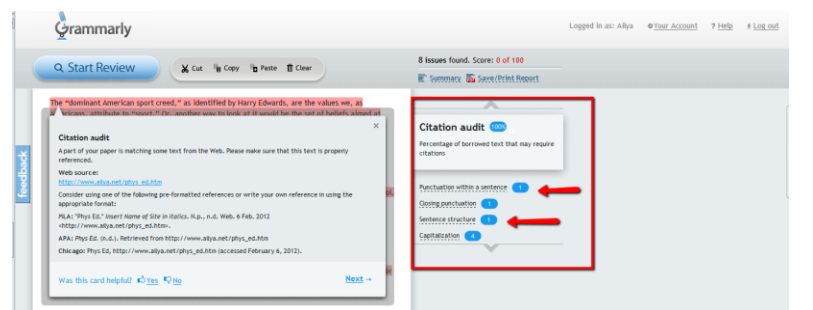 Grammarly
Logged in as: Aliya Your Account ? Help Log out
Start Review
Cut Copy Paste Clear
8 issues found. Score: 0 of 100
Summary Save/Print Report
The “dominant American sport creed,” as identified by Harry Edwards, are the values we, as
Americans, attribute to “sport.” Or, another way to look at it would be the set of beliefs aimed at
feedback
Citation audit
A part of your paper is matching some text from the Web. Please make sure that this text is properly
referenced.
Web source:
http://www.aliya.net/phys_ed.htm
Consider using one of the following pre-formatted references or write your own reference in using the
appropriate format:
MLA: "Phys Ed." Insert Name of Site in Italics. N.p., n.d. Web. 6 Feb. 2012
<http://www.aliya.net/phys_ed.htm>.
APA: Phys Ed. (n.d.). Retrieved from http://www.aliya.net/phys_ed.htm
Chicago: Phys Ed, http://www.aliya.net/phys_ed.htm (accessed February 6, 2012).
Was this card helpful? Yes No
Next →
Citation audit 100%
Percentage of borrowed text that may require
citations
Punctuation within a sentence 1
Closing punctuation 1
Sentence structure 1
Capitalization 4